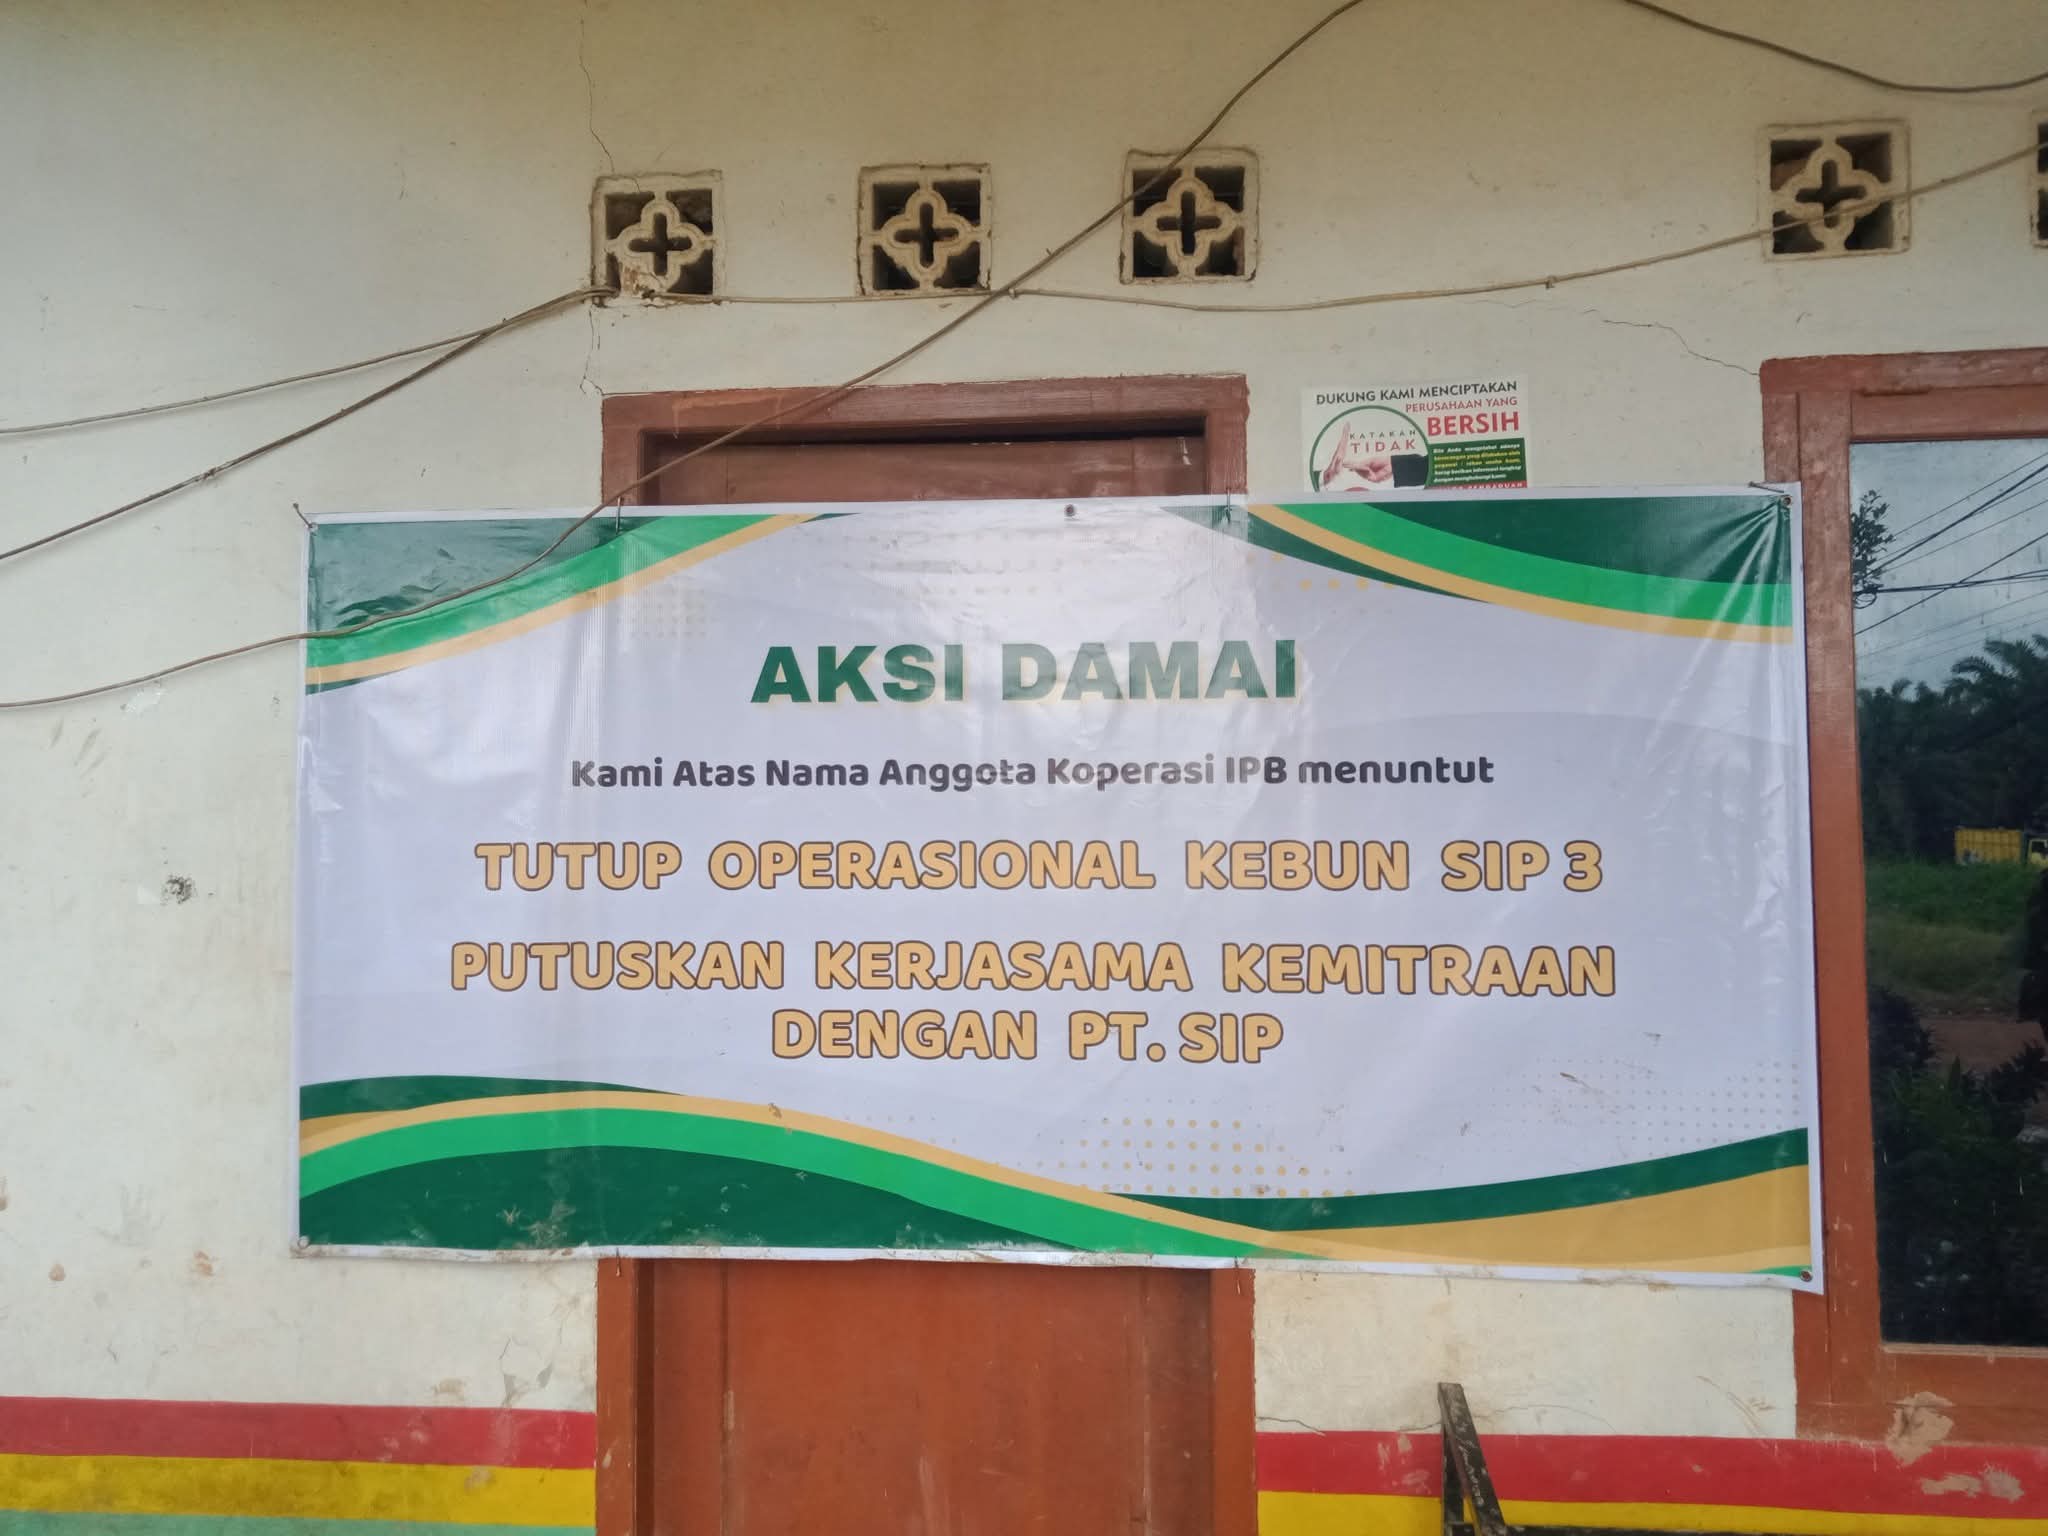 DUKUNG KAMI MENCIPTAKAN
PERUSAHAAN YANG
BERSIH
KATAKAN
TIDAK
AKSI DAMAI
Kami Atas Nama Anggota Koperasi IPB menuntut
TUTUP OPERASIONAL KEBUN SIP 3
PUTUSKAN KERJASAMA KEMITRAAN
DENGAN PT. SIP